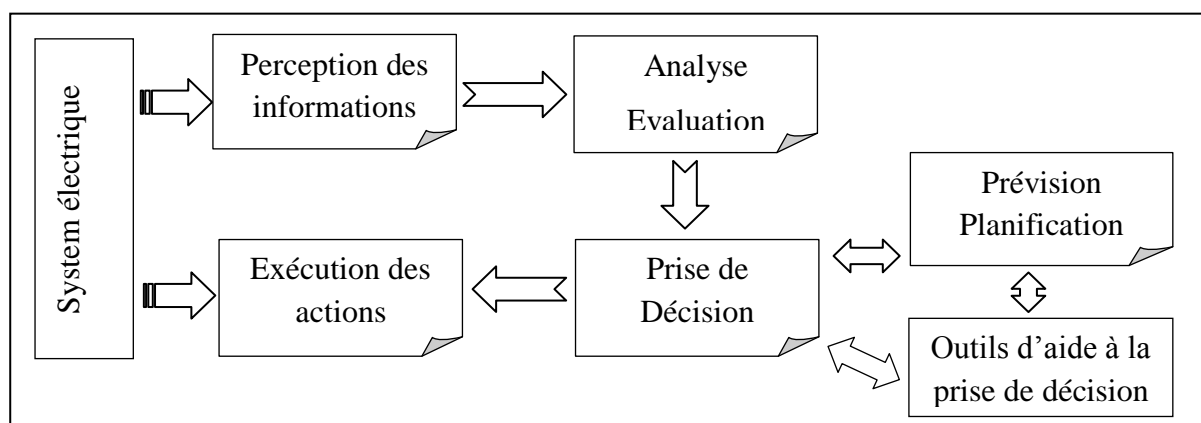 System électrique
Perception des
informations
Analyse
Evaluation
Prévision
Planification
Exécution des
actions
Prise de
Décision
Outils d’aide à la
prise de décision